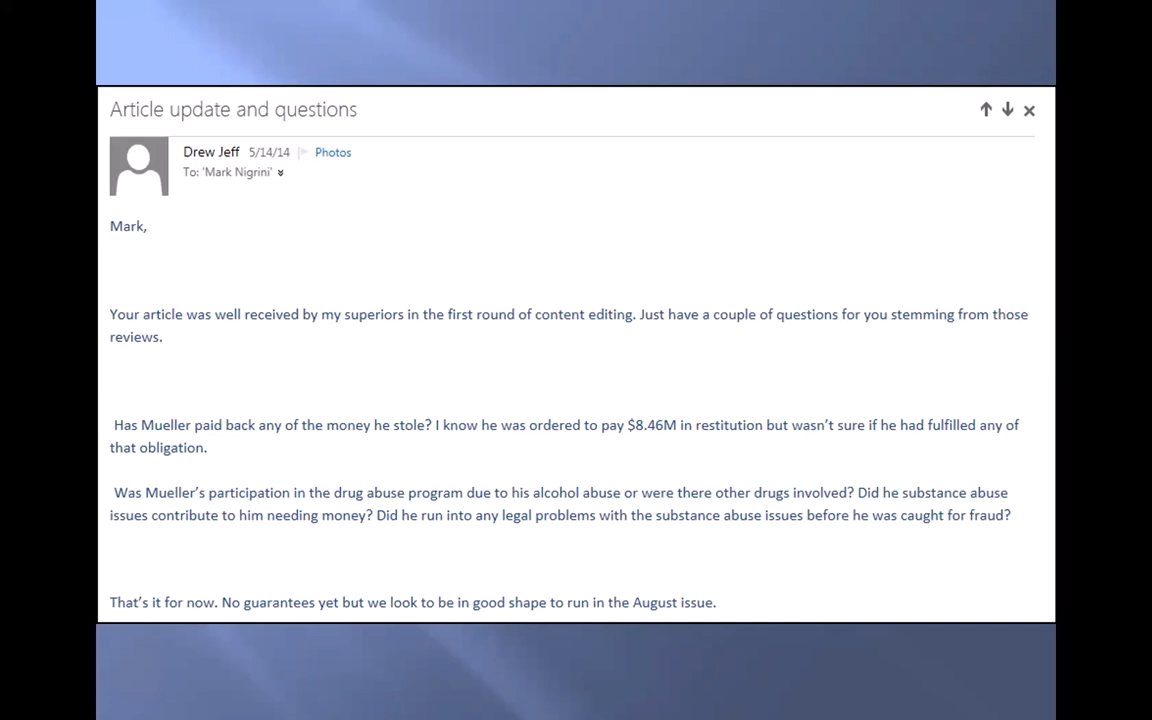 Article update and questions
Drew Jeff 5/14/14 Photos
To: 'Mark Nigrini'
Mark,
Your article was well received by my superiors in the first round of content editing. Just have a couple of questions for you stemming from those
reviews.
Has Mueller paid back any of the money he stole? I know he was ordered to pay $8.46M in restitution but wasn't sure if he had fulfilled any of
that obligation.
Was Mueller's participation in the drug abuse program due to his alcohol abuse or were there other drugs involved? Did he substance abuse
issues contribute to him needing money? Did he run into any legal problems with the substance abuse issues before he was caught for fraud?
That's it for now. No guarantees yet but we look to be in good shape to run in the August issue.